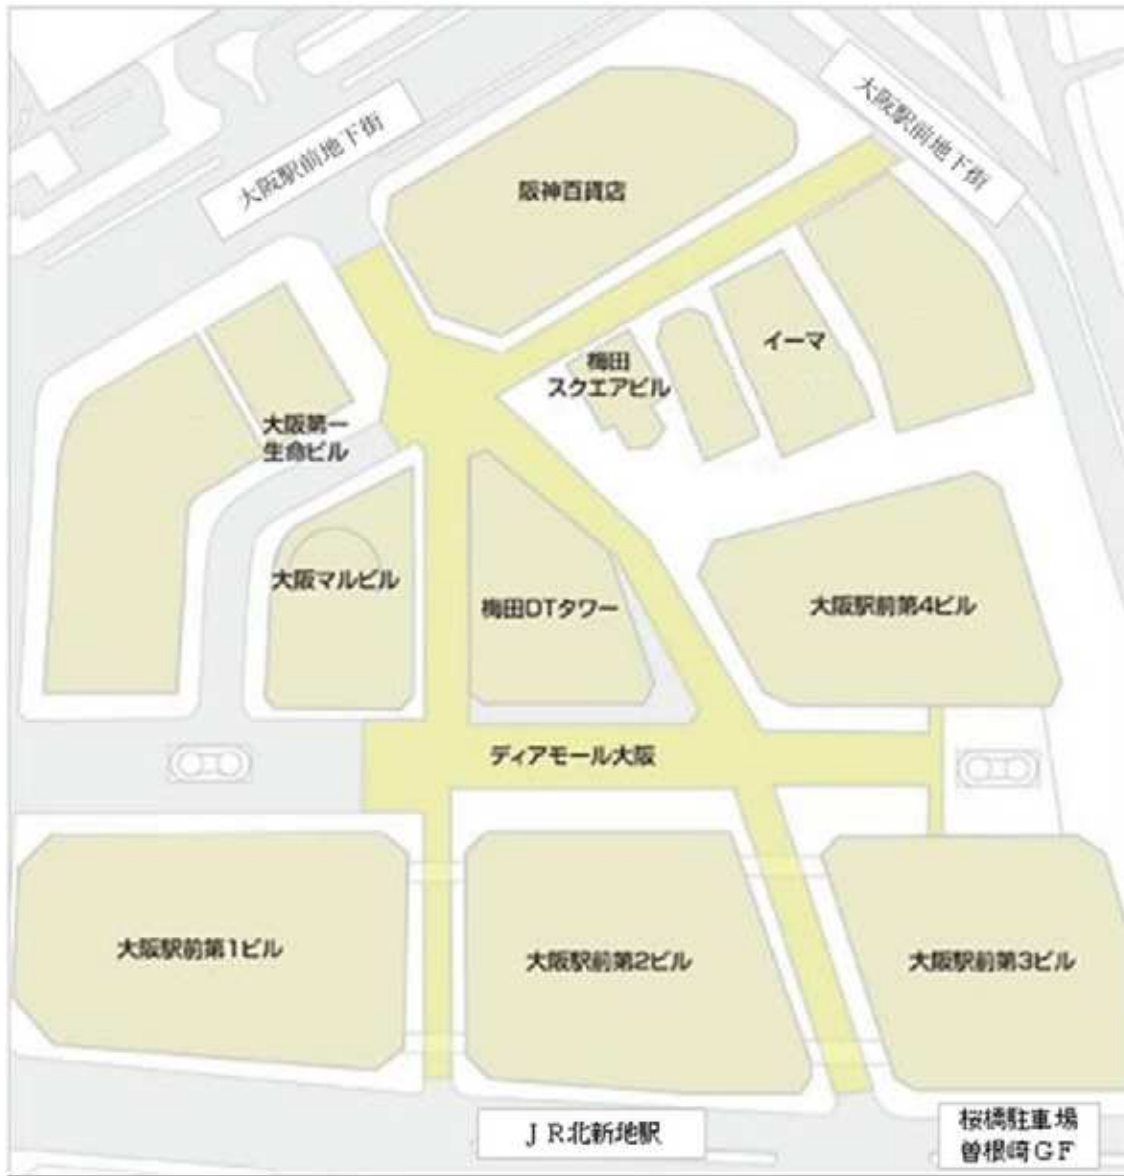 大阪駅前地下街
大阪駅前地下街
阪神百貨店
イーマ
梅田
スクエアビル
大阪第一
生命ビル
大阪マルビル
梅田DTタワー
大阪駅前第4ビル
ディアモール大阪
大阪駅前第1ビル
大阪駅前第2ビル
大阪駅前第3ビル
ＪＲ北新地駅
桜橋駐車場
曽根崎ＧＦ